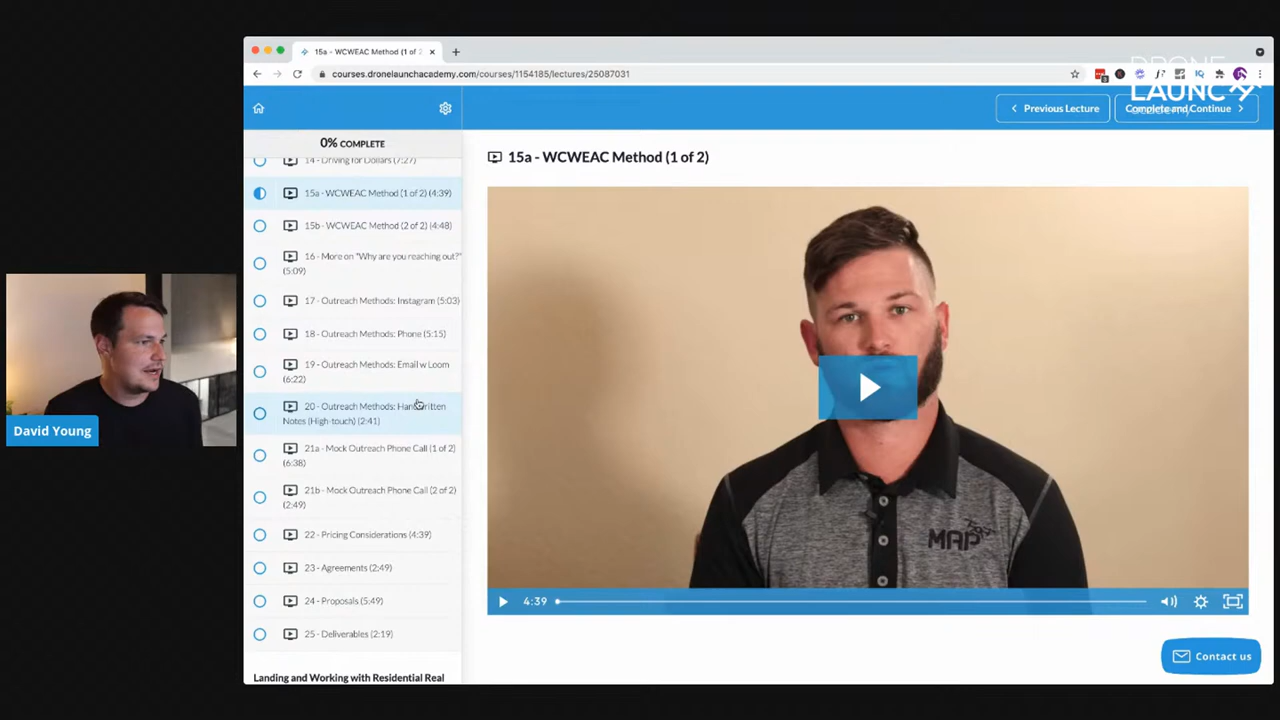 15a - WCWEAC Method (1 of 2
courses.dronelaunchacademy.com/courses/1154185/lectures/25087031
DRONE
LAUNCH
Previous Lecture
Complete and Continue
0% COMPLETE
14 - Driving for Dollars (7:27)
15a - WCWEAC Method (1 of 2) (4:39)
15b - WCWEAC Method (2 of 2) (4:48)
16 - More on "Why are you reaching out?"
(5:09)
17 - Outreach Methods: Instagram (5:03)
18 - Outreach Methods: Phone (5:15)
19 - Outreach Methods: Email w Loom
(6:22)
20 - Outreach Methods: Handwritten
Notes (High-touch) (2:41)
21a - Mock Outreach Phone Call (1 of 2)
(6:38)
21b - Mock Outreach Phone Call (2 of 2)
(2:49)
22 - Pricing Considerations (4:39)
23 - Agreements (2:49)
24 - Proposals (5:49)
25 - Deliverables (2:19)
Landing and Working with Residential Real
15a - WCWEAC Method (1 of 2)
MAP
4:39
Contact us
David Young